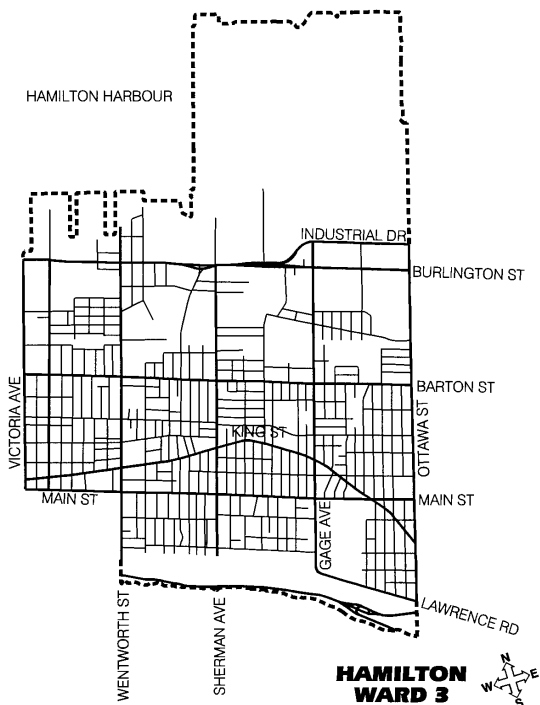 HAMILTON HARBOUR
INDUSTRIAL DR
BURLINGTON ST
BARTON ST
VICTORIA AVE
OTTAWA ST
KING ST
MAIN ST
MAIN ST
GAGE AVE
LAWRENCE RD
WENTWORTH ST
SHERMAN AVE
HAMILTON
WARD 3
N
W E
S